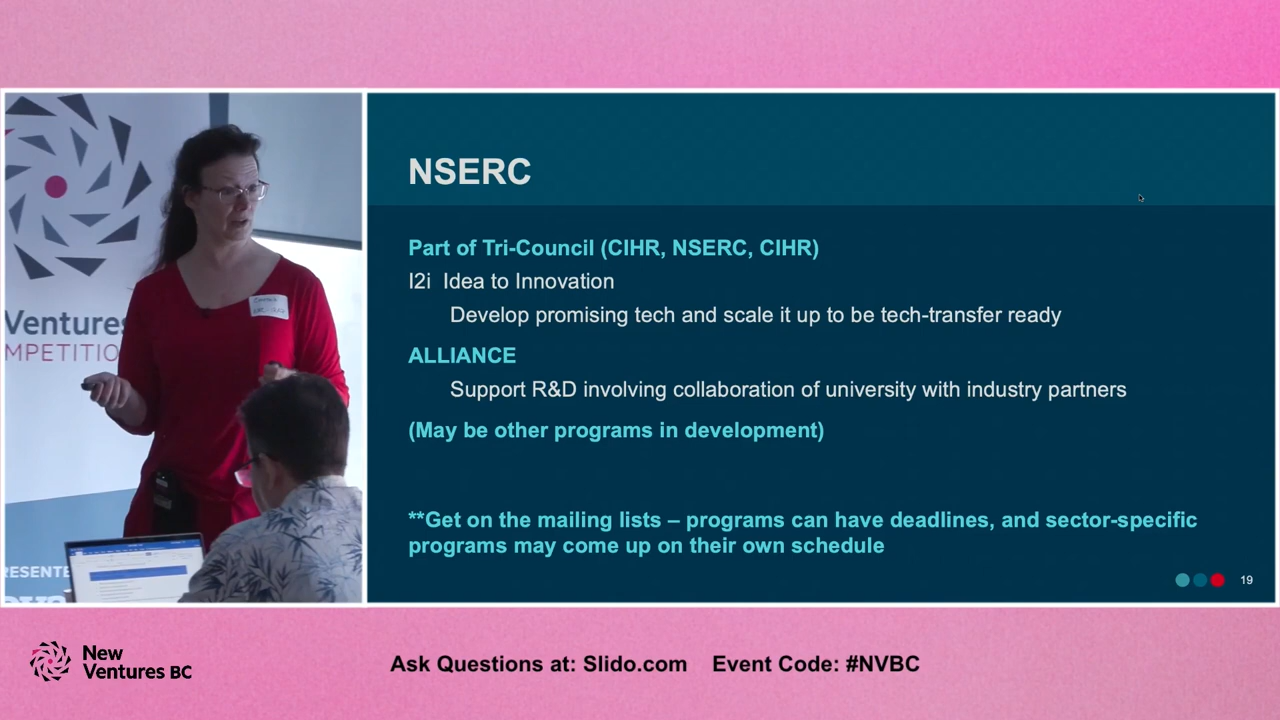 Ventures
MPETITIO
RESENTE
NSERC
Part of Tri-Council (CIHR, NSERC, CIHR)
I2i Idea to Innovation
Develop promising tech and scale it up to be tech-transfer ready
ALLIANCE
Support R&D involving collaboration of university with industry partners
(May be other programs in development)
**Get on the mailing lists – programs can have deadlines, and sector-specific
programs may come up on their own schedule
19
New
Ventures BC
Ask Questions at: Slido.com Event Code: #NVBC